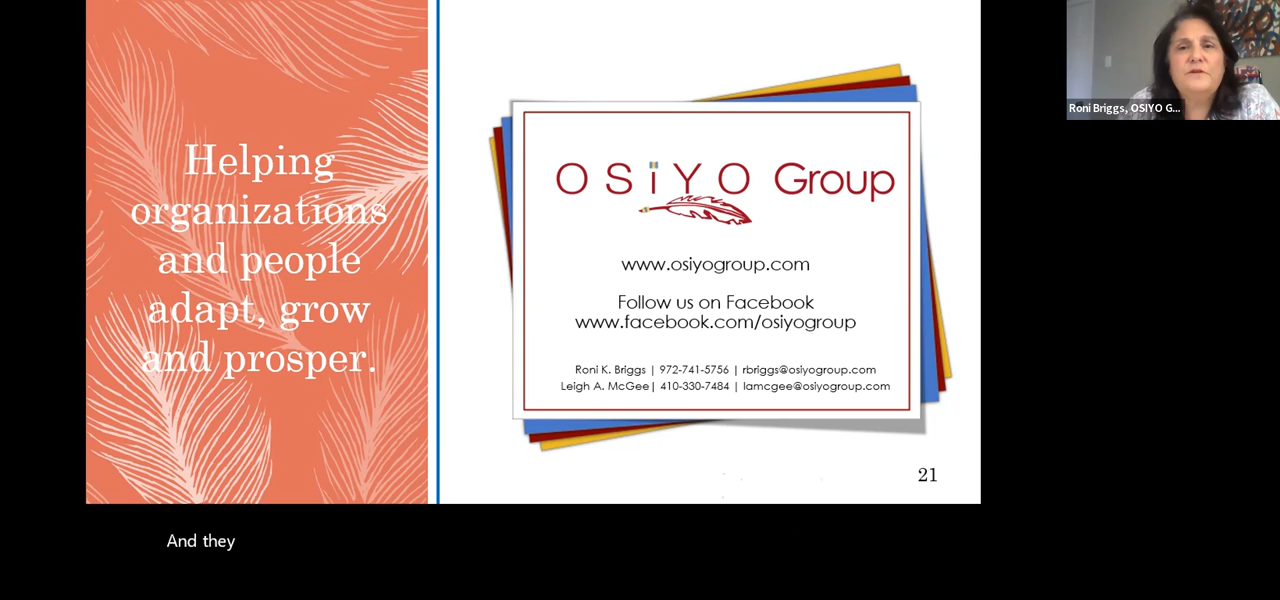 Helping
organizations
and people
adapt, grow
and prosper.
OSiYO Group
www.osiyogroup.com
Follow us on Facebook
www.facebook.com/osiyogroup
Roni K. Briggs | 972-741-5756 | rbriggs@osiyogroup.com
Leigh A. McGee| 410-330-7484 | lamcgee@osiyogroup.com
21
Roni Briggs, OSIYO G...
And they